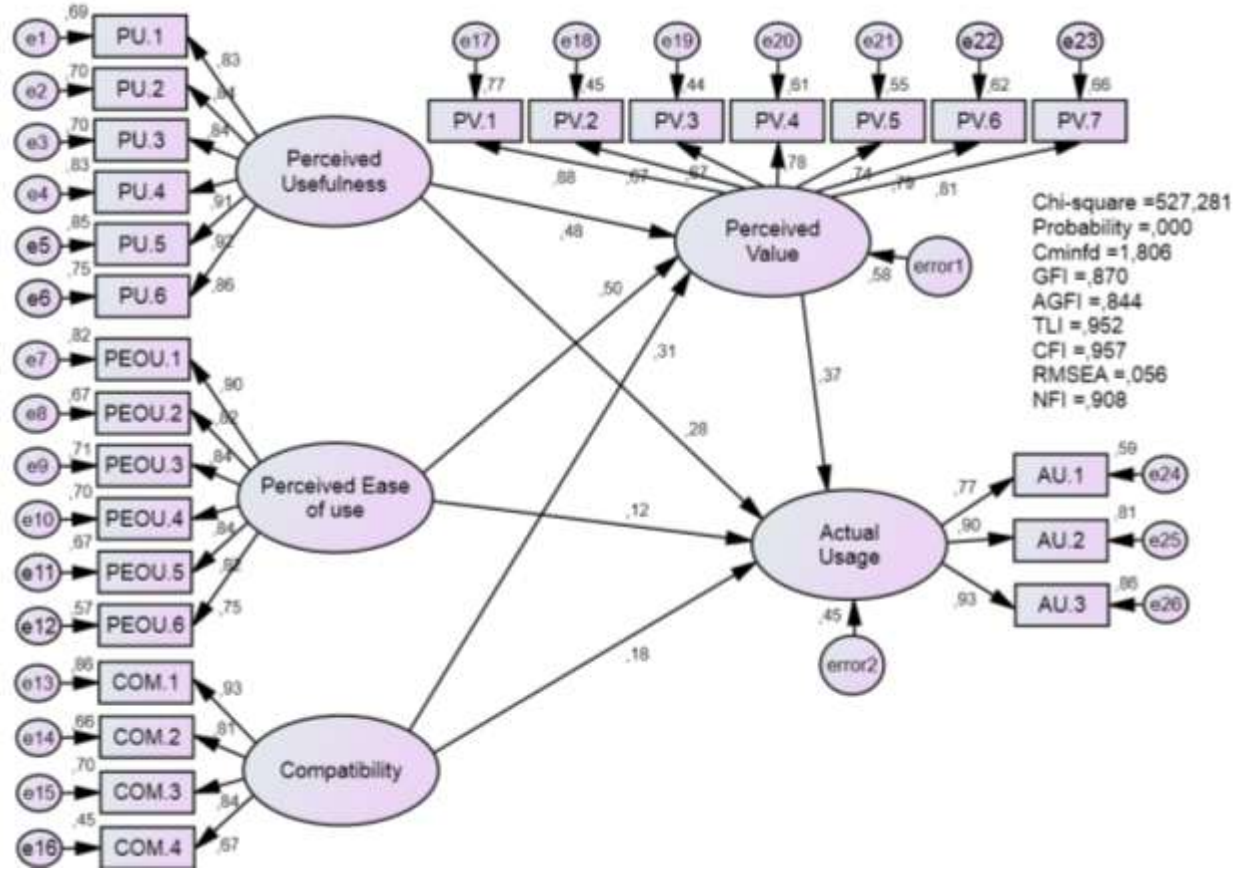 ,69
e1
PU.1
,83
,70
e2
PU.2
,84
,70
e3
PU.3
,84
,83
e4
PU.4
,91
,85
e5
PU.5
,92
,75
e6
PU.6
,86
Perceived
Usefulness
e17
e18
e19
e20
e21
e22
e23
,77
,45
,44
,61
,55
,62
,66
PV.1
PV.2
PV.3
PV.4
PV.5
PV.6
PV.7
,88
,67
,67
,78
,74
,79
,81
Perceived
Value
,58
error1
Chi-square =527,281
Probability =,000
Cminfd =1,806
GFI =,870
AGFI =,844
TLI =,952
CFI =,957
RMSEA =,056
NFI =,908
,48
,50
,31
,37
,28
,12
,18
,82
e7
PEOU.1
,90
,67
e8
PEOU.2
,82
,71
e9
PEOU.3
,84
,70
e10
PEOU.4
,84
,67
e11
PEOU.5
,82
,57
e12
PEOU.6
,75
Perceived Ease
of use
Actual
Usage
,45
error2
,77
AU.1
,59
e24
,90
AU.2
,81
e25
,93
AU.3
,86
e26
,86
e13
COM.1
,93
,66
e14
COM.2
,81
,70
e15
COM.3
,84
,45
e16
COM.4
,67
Compatibility